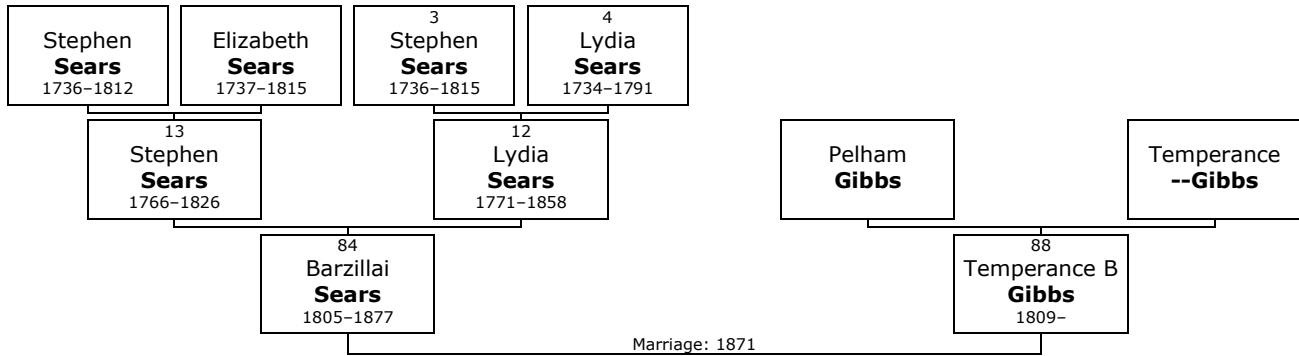 Stephen
Sears
1736–1812
Elizabeth
Sears
1737–1815
3
Stephen
Sears
1736–1815
4
Lydia
Sears
1734–1791
13
Stephen
Sears
1766–1826
12
Lydia
Sears
1771–1858
Pelham
Gibbs
Temperance
--Gibbs
84
Barzillai
Sears
1805–1877
88
Temperance B
Gibbs
1809–
Marriage: 1871